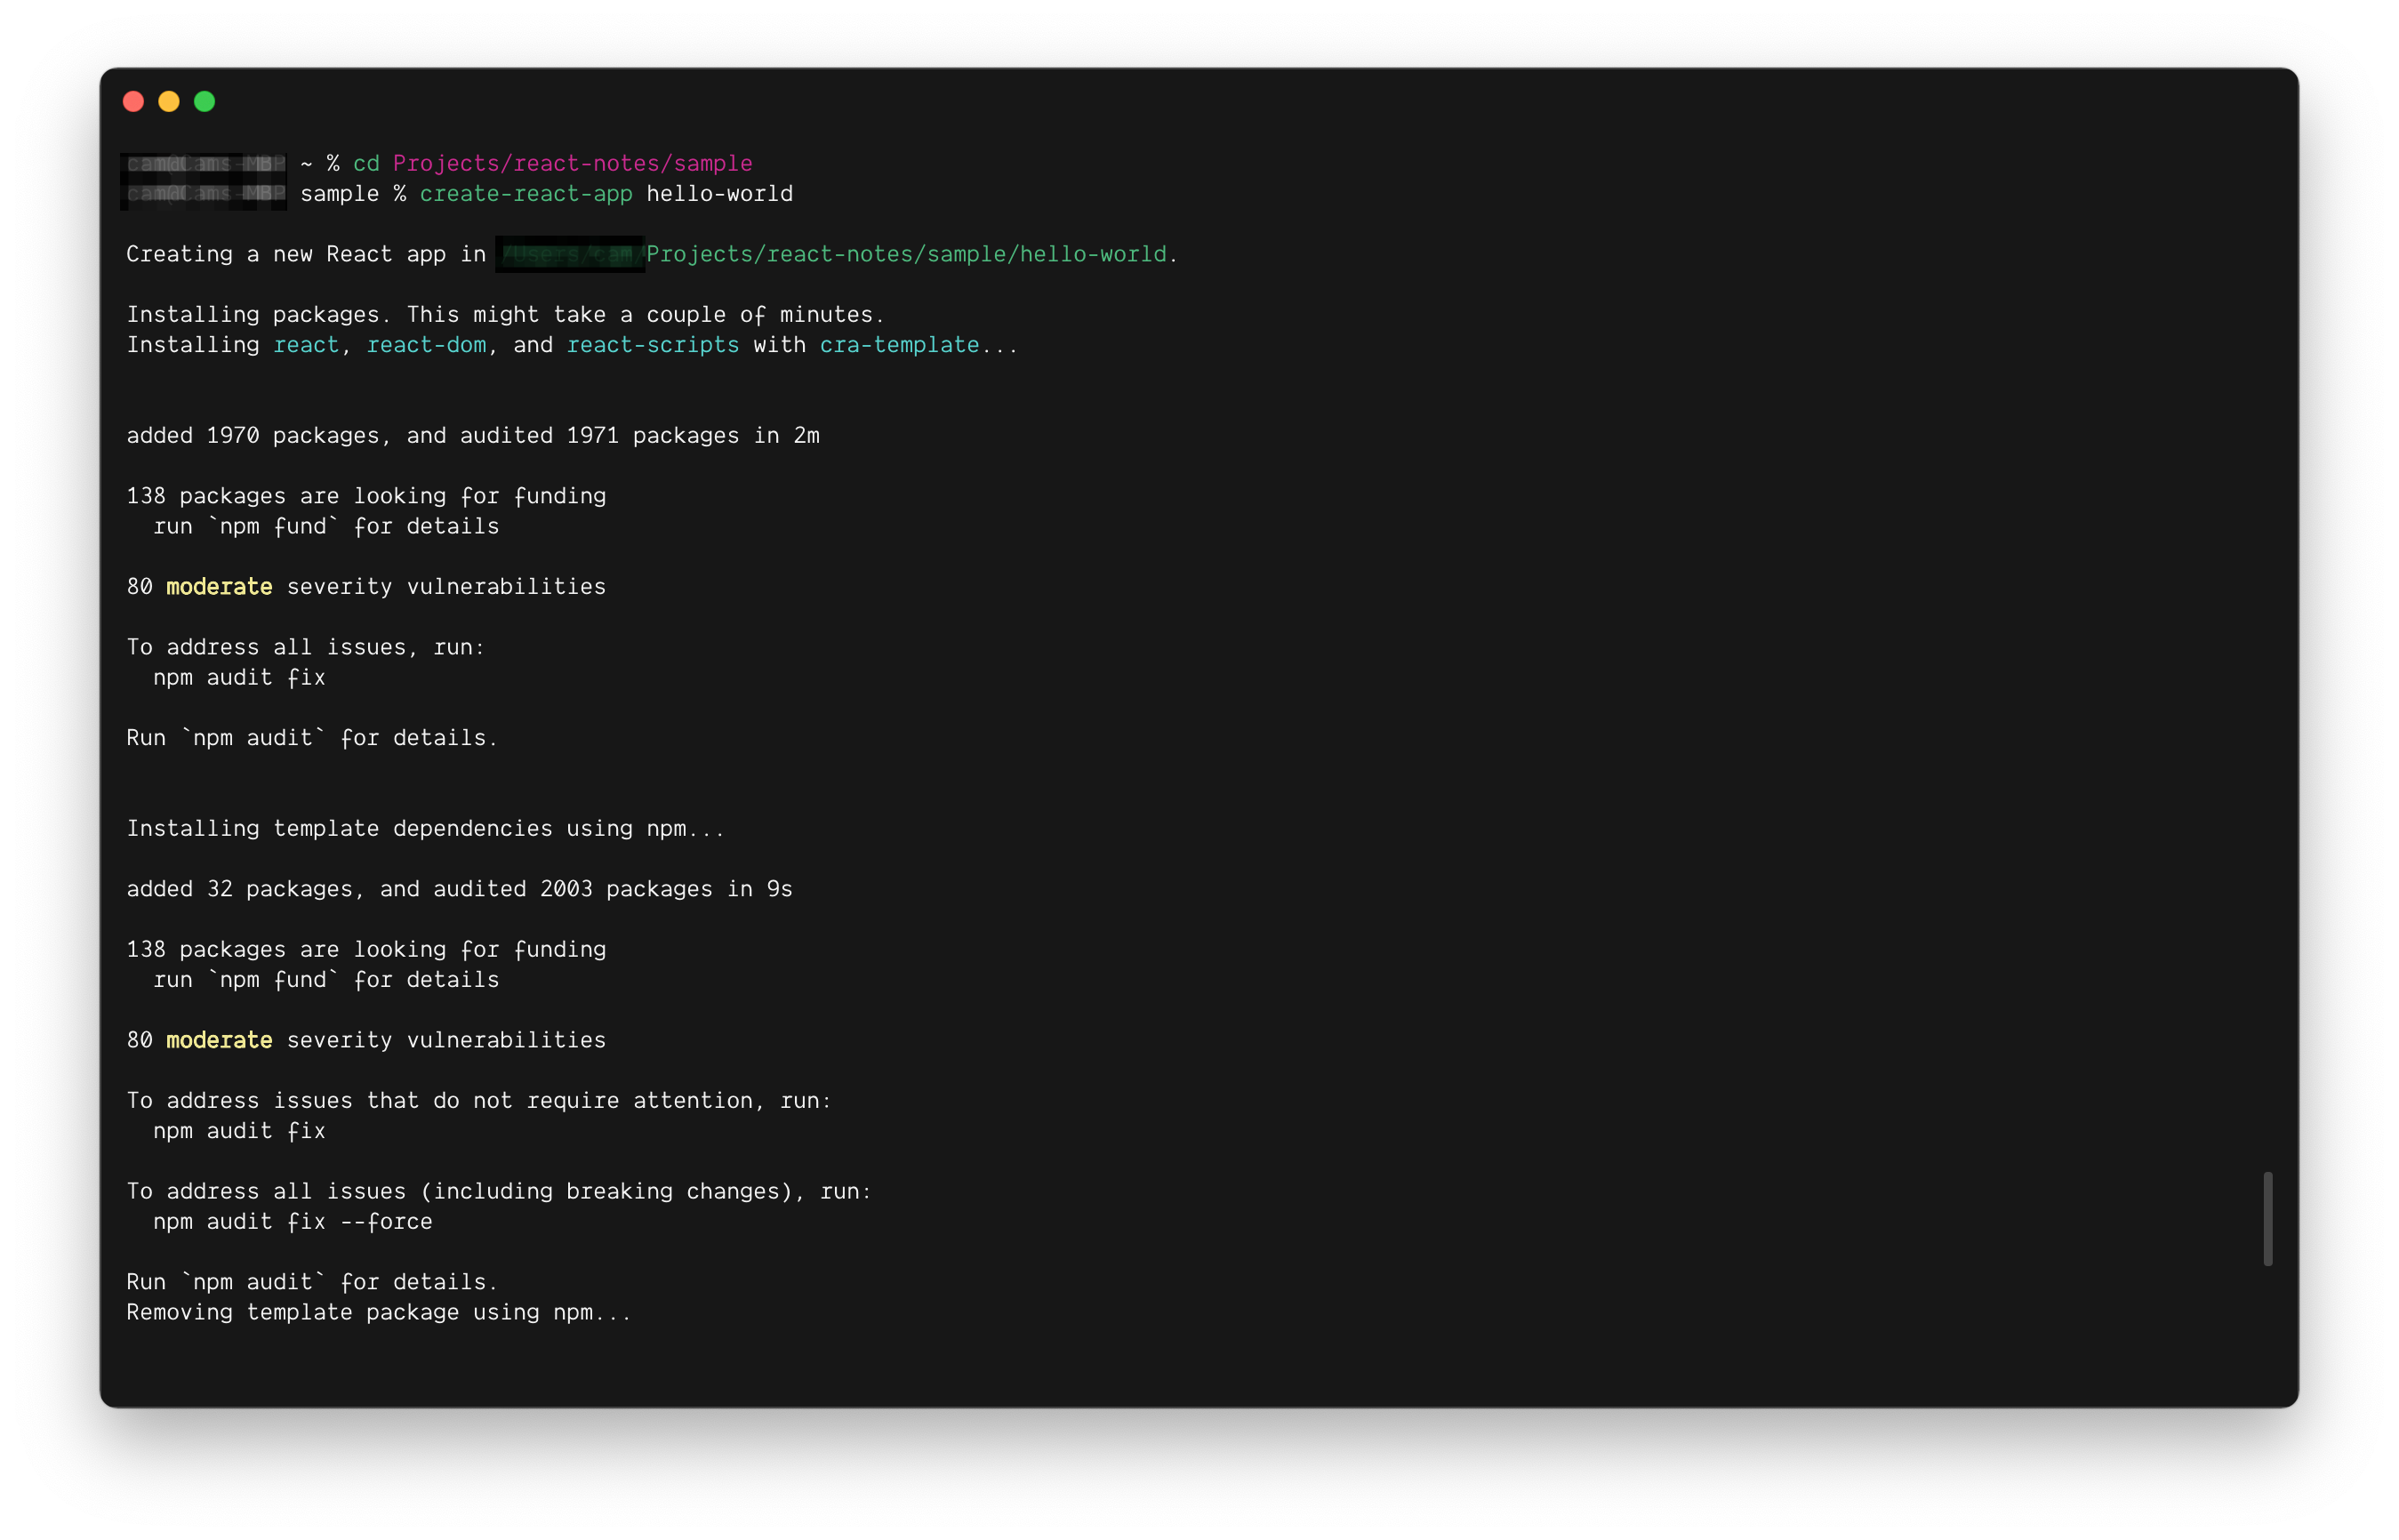 ~ % cd Projects/react-notes/sample
sample % create-react-app hello-world
Creating a new React app in Projects/react-notes/sample/hello-world.
Installing packages. This might take a couple of minutes.
Installing react, react-dom, and react-scripts with cra-template...
added 1970 packages, and audited 1971 packages in 2m
138 packages are looking for funding
run `npm fund` for details
80 moderate severity vulnerabilities
To address all issues, run:
npm audit fix
Run `npm audit` for details.
Installing template dependencies using npm...
added 32 packages, and audited 2003 packages in 9s
138 packages are looking for funding
run `npm fund` for details
80 moderate severity vulnerabilities
To address issues that do not require attention, run:
npm audit fix
To address all issues (including breaking changes), run:
npm audit fix --force
Run `npm audit` for details.
Removing template package using npm...